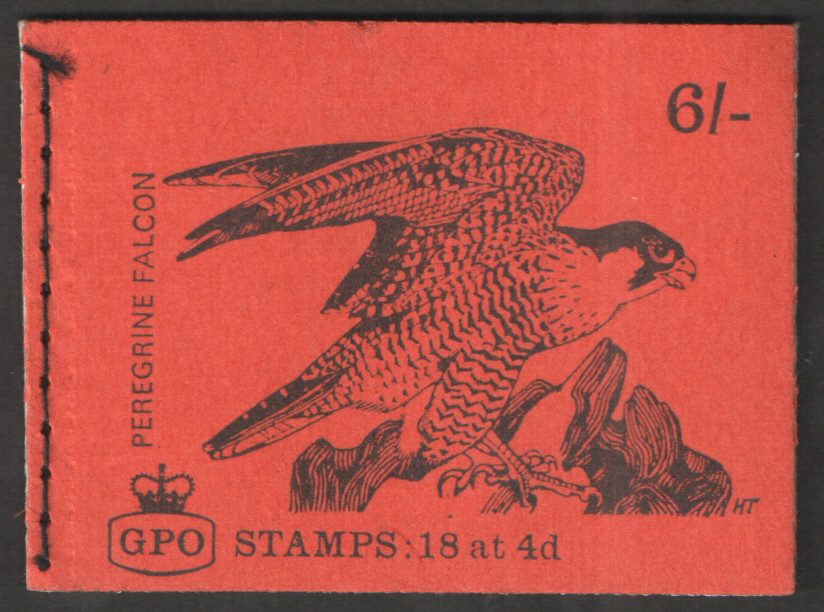 6/-
PEREGRINE FALCON
HT
GPO STAMPS:18 at 4d